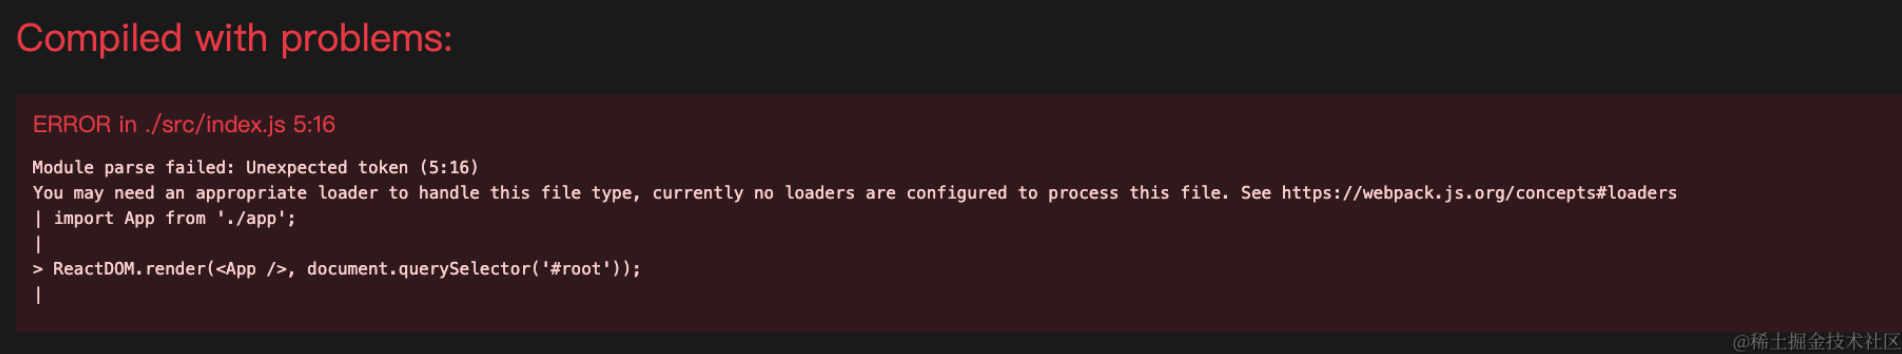 Compiled with problems:
ERROR in ./src/index.js 5:16
Module parse failed: Unexpected token (5:16)
You may need an appropriate loader to handle this file type, currently no loaders are configured to process this file. See https://webpack.js.org/concepts#loaders
| import App from './app';
|
> ReactDOM.render(<App />, document.querySelector('#root'));
|
@稀土掘金技术社区